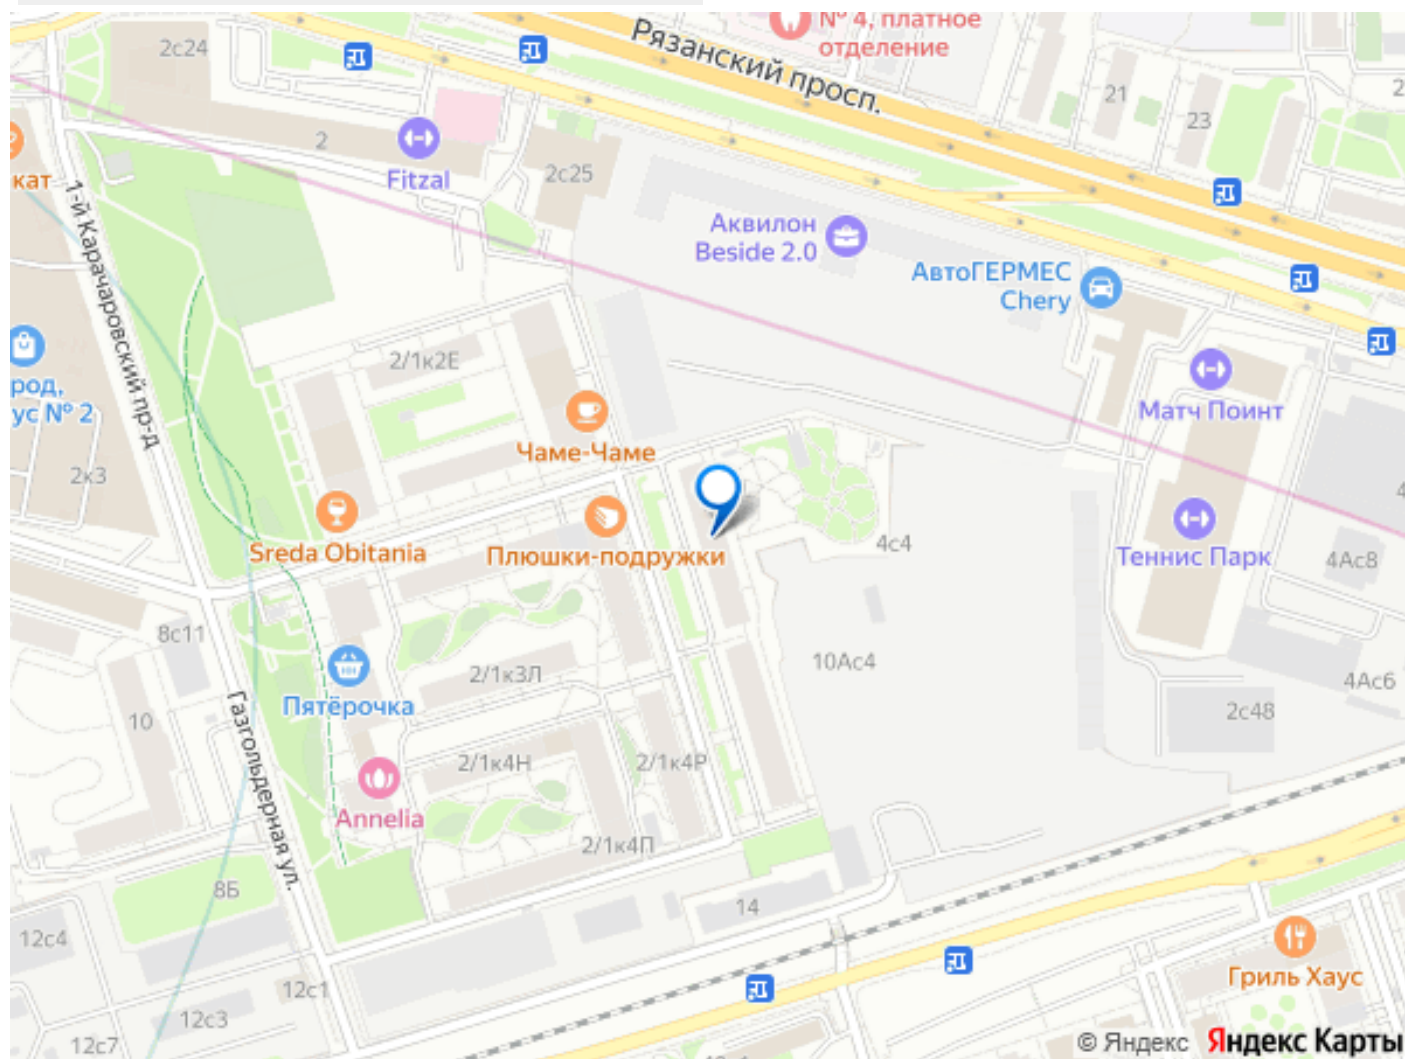 № 4, платное
отделение
Рязанский просп.
2с24
21
23
2
2
Fitzal
2с25
кат
1-й Карачаровский пр-д
Аквилон
Beside 2.0
АвтоГЕРМЕС
Chery
2/1к2Е
род,
ус № 2
Матч Поинт
Чаме-Чаме
2к3
4
Sreda Obitania
Плюшки-подружки
4с4
Теннис Парк
4Ас8
8с11
10Ас4
2/1к3Л
4Ас6
Пятёрочка
10
2с48
Газгольдерная ул.
2/1к4Н
2/1к4Р
Annelia
2/1к4П
8Б
14
12с4
Гриль Хаус
12с1
12с3
12с7
© Яндекс Яндекс Карты